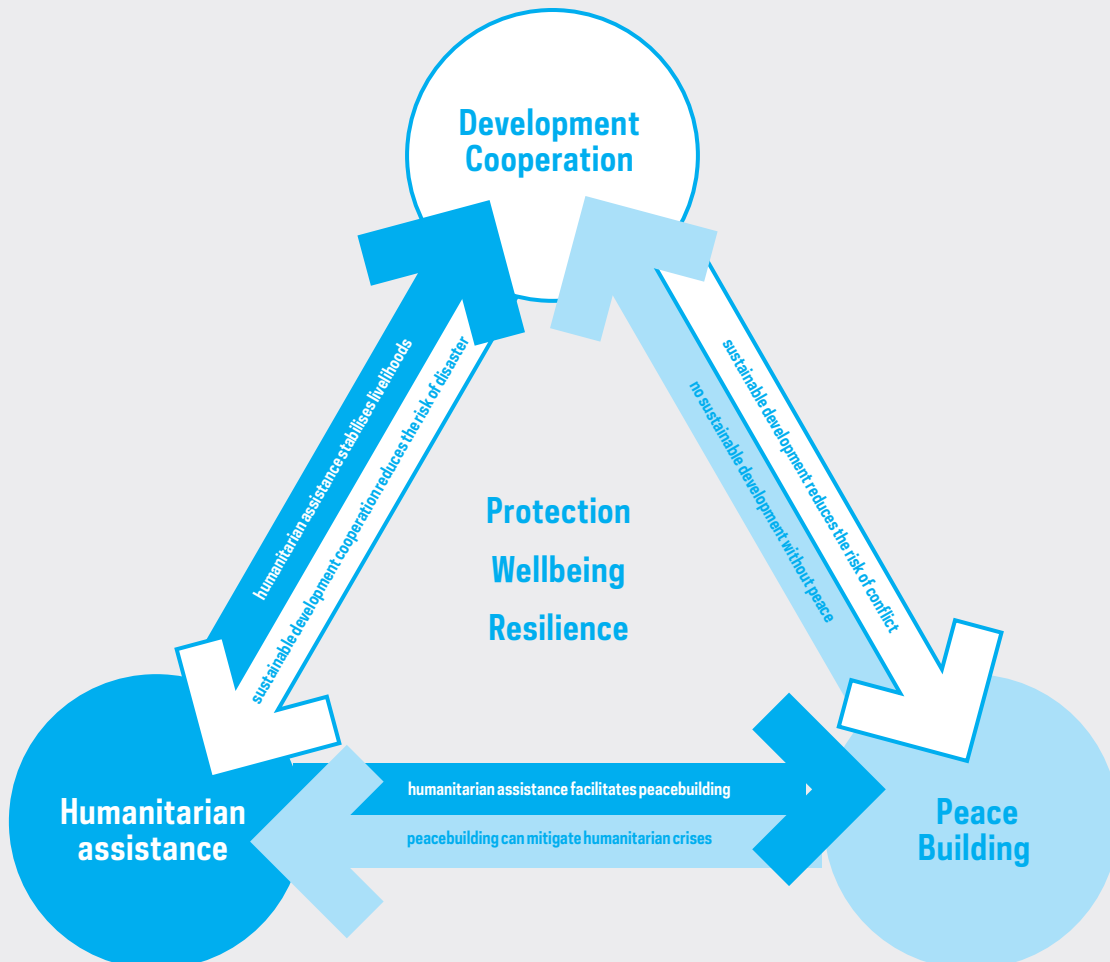 Development
Cooperation
humanitarian assistance stabilises livelihoods
sustainable development cooperation reduces the risk of disaster
sustainable development reduces the risk of conflict
no sustainable development without peace
Protection
Wellbeing
Resilience
Humanitarian
assistance
humanitarian assistance facilitates peacebuilding
peacebuilding can mitigate humanitarian crises
Peace
Building